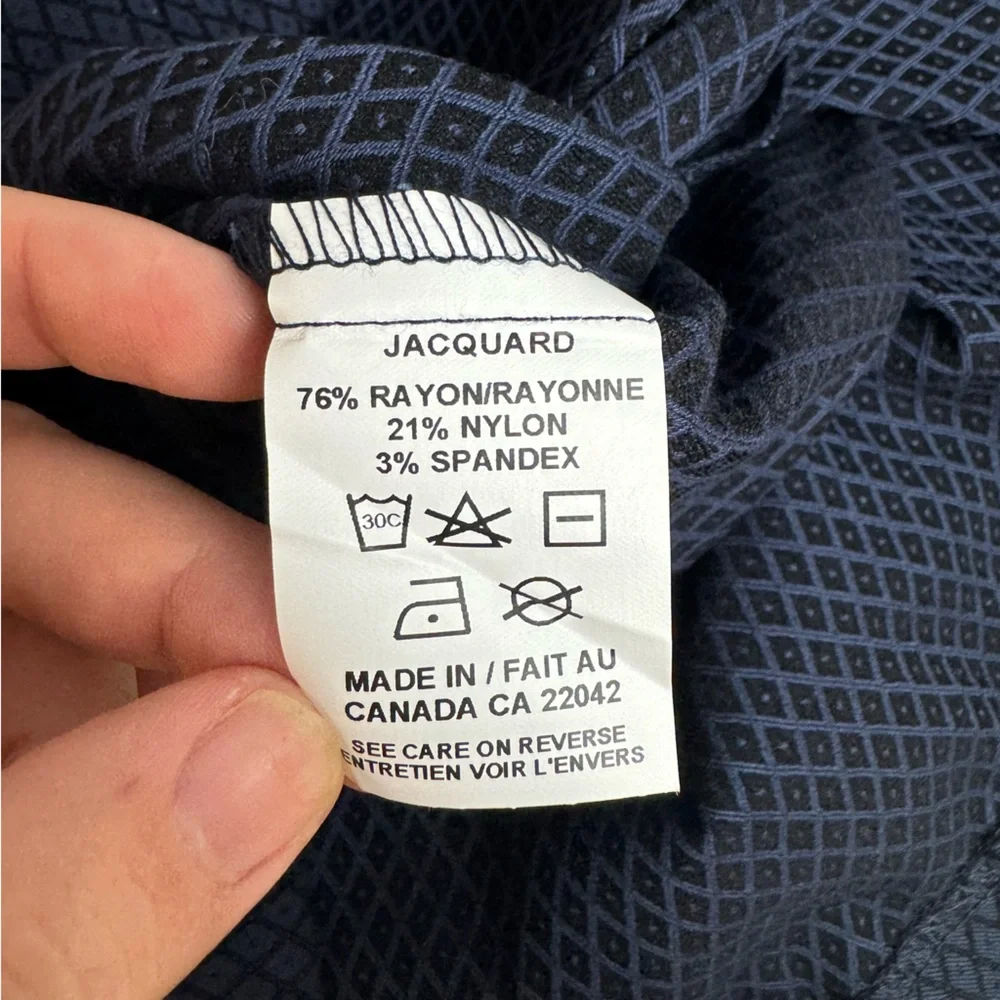 JACQUARD
76% RAYON/RAYONNE
21% NYLON
3% SPANDEX
30C
MADE IN / FAIT AU
CANADA CA 22042
SEE CARE ON REVERSE
ENTRETIEN VOIR L'ENVERS